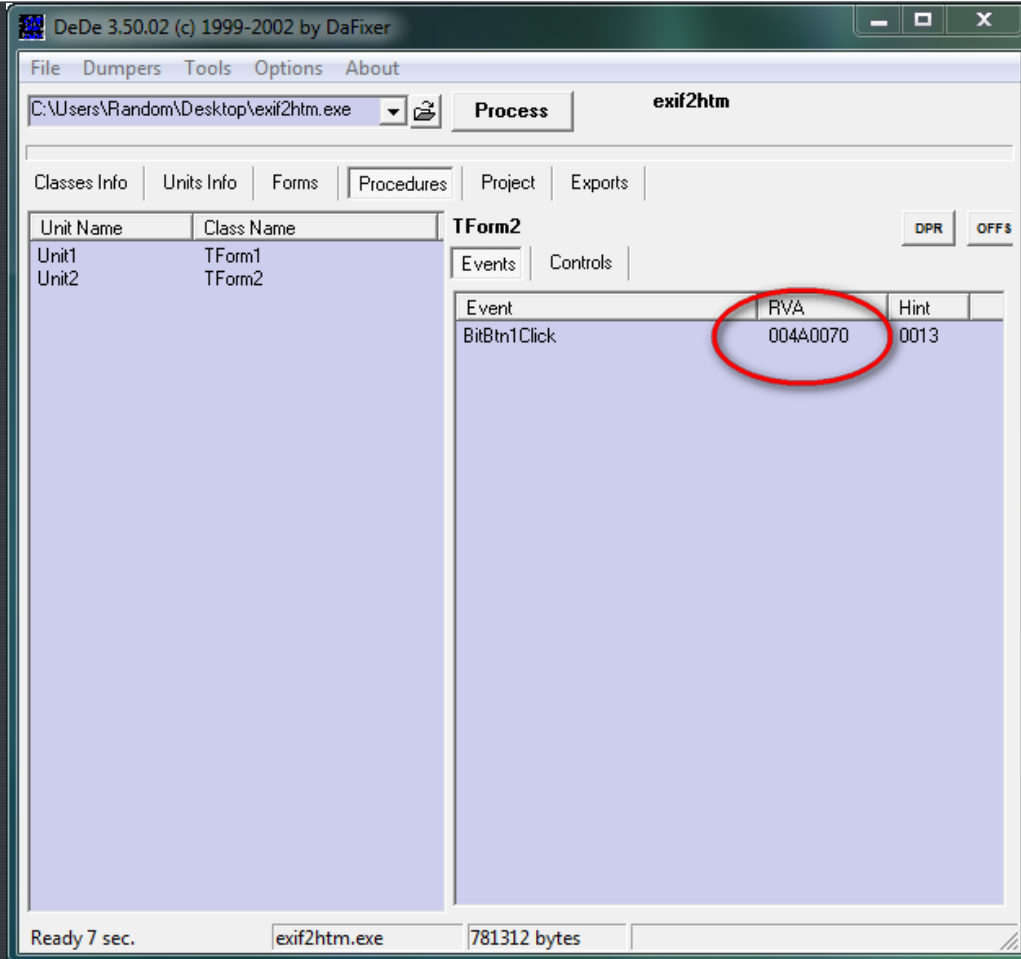 DeDe 3.50.02 (c) 1999-2002 by DaFixer
File Dumpers Tools Options About
C:\Users\Random\Desktop\exif2htm.exe Process exif2htm
Classes Info Units Info Forms Procedures Project Exports
Unit Name Class Name
Unit1 TForm1
Unit2 TForm2
TForm2 DPR OFFS
Events Controls
Event RVA Hint
BitBtn1Click 004A0070 0013
Ready 7 sec. exif2htm.exe 781312 bytes